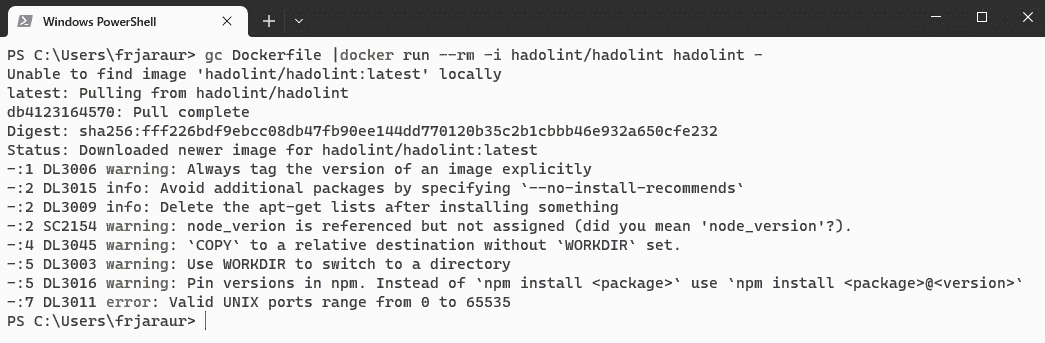 Windows PowerShell
PS C:\Users\frjaraur> gc Dockerfile |docker run --rm -i hadolint/hadolint hadolint -
Unable to find image 'hadolint/hadolint:latest' locally
latest: Pulling from hadolint/hadolint
db4123164570: Pull complete
Digest: sha256:fff226bdf9ebcc08db47fb90ee144dd770120b35c2b1cbbb46e932a650cfe232
Status: Downloaded newer image for hadolint/hadolint:latest
-:1 DL3006 warning: Always tag the version of an image explicitly
-:2 DL3015 info: Avoid additional packages by specifying `--no-install-recommends`
-:2 DL3009 info: Delete the apt-get lists after installing something
-:2 SC2154 warning: node_verion is referenced but not assigned (did you mean 'node_version'?).
-:4 DL3045 warning: `COPY` to a relative destination without `WORKDIR` set.
-:5 DL3003 warning: Use WORKDIR to switch to a directory
-:5 DL3016 warning: Pin versions in npm. Instead of `npm install <package>` use `npm install <package>@<version>`
-:7 DL3011 error: Valid UNIX ports range from 0 to 65535
PS C:\Users\frjaraur>